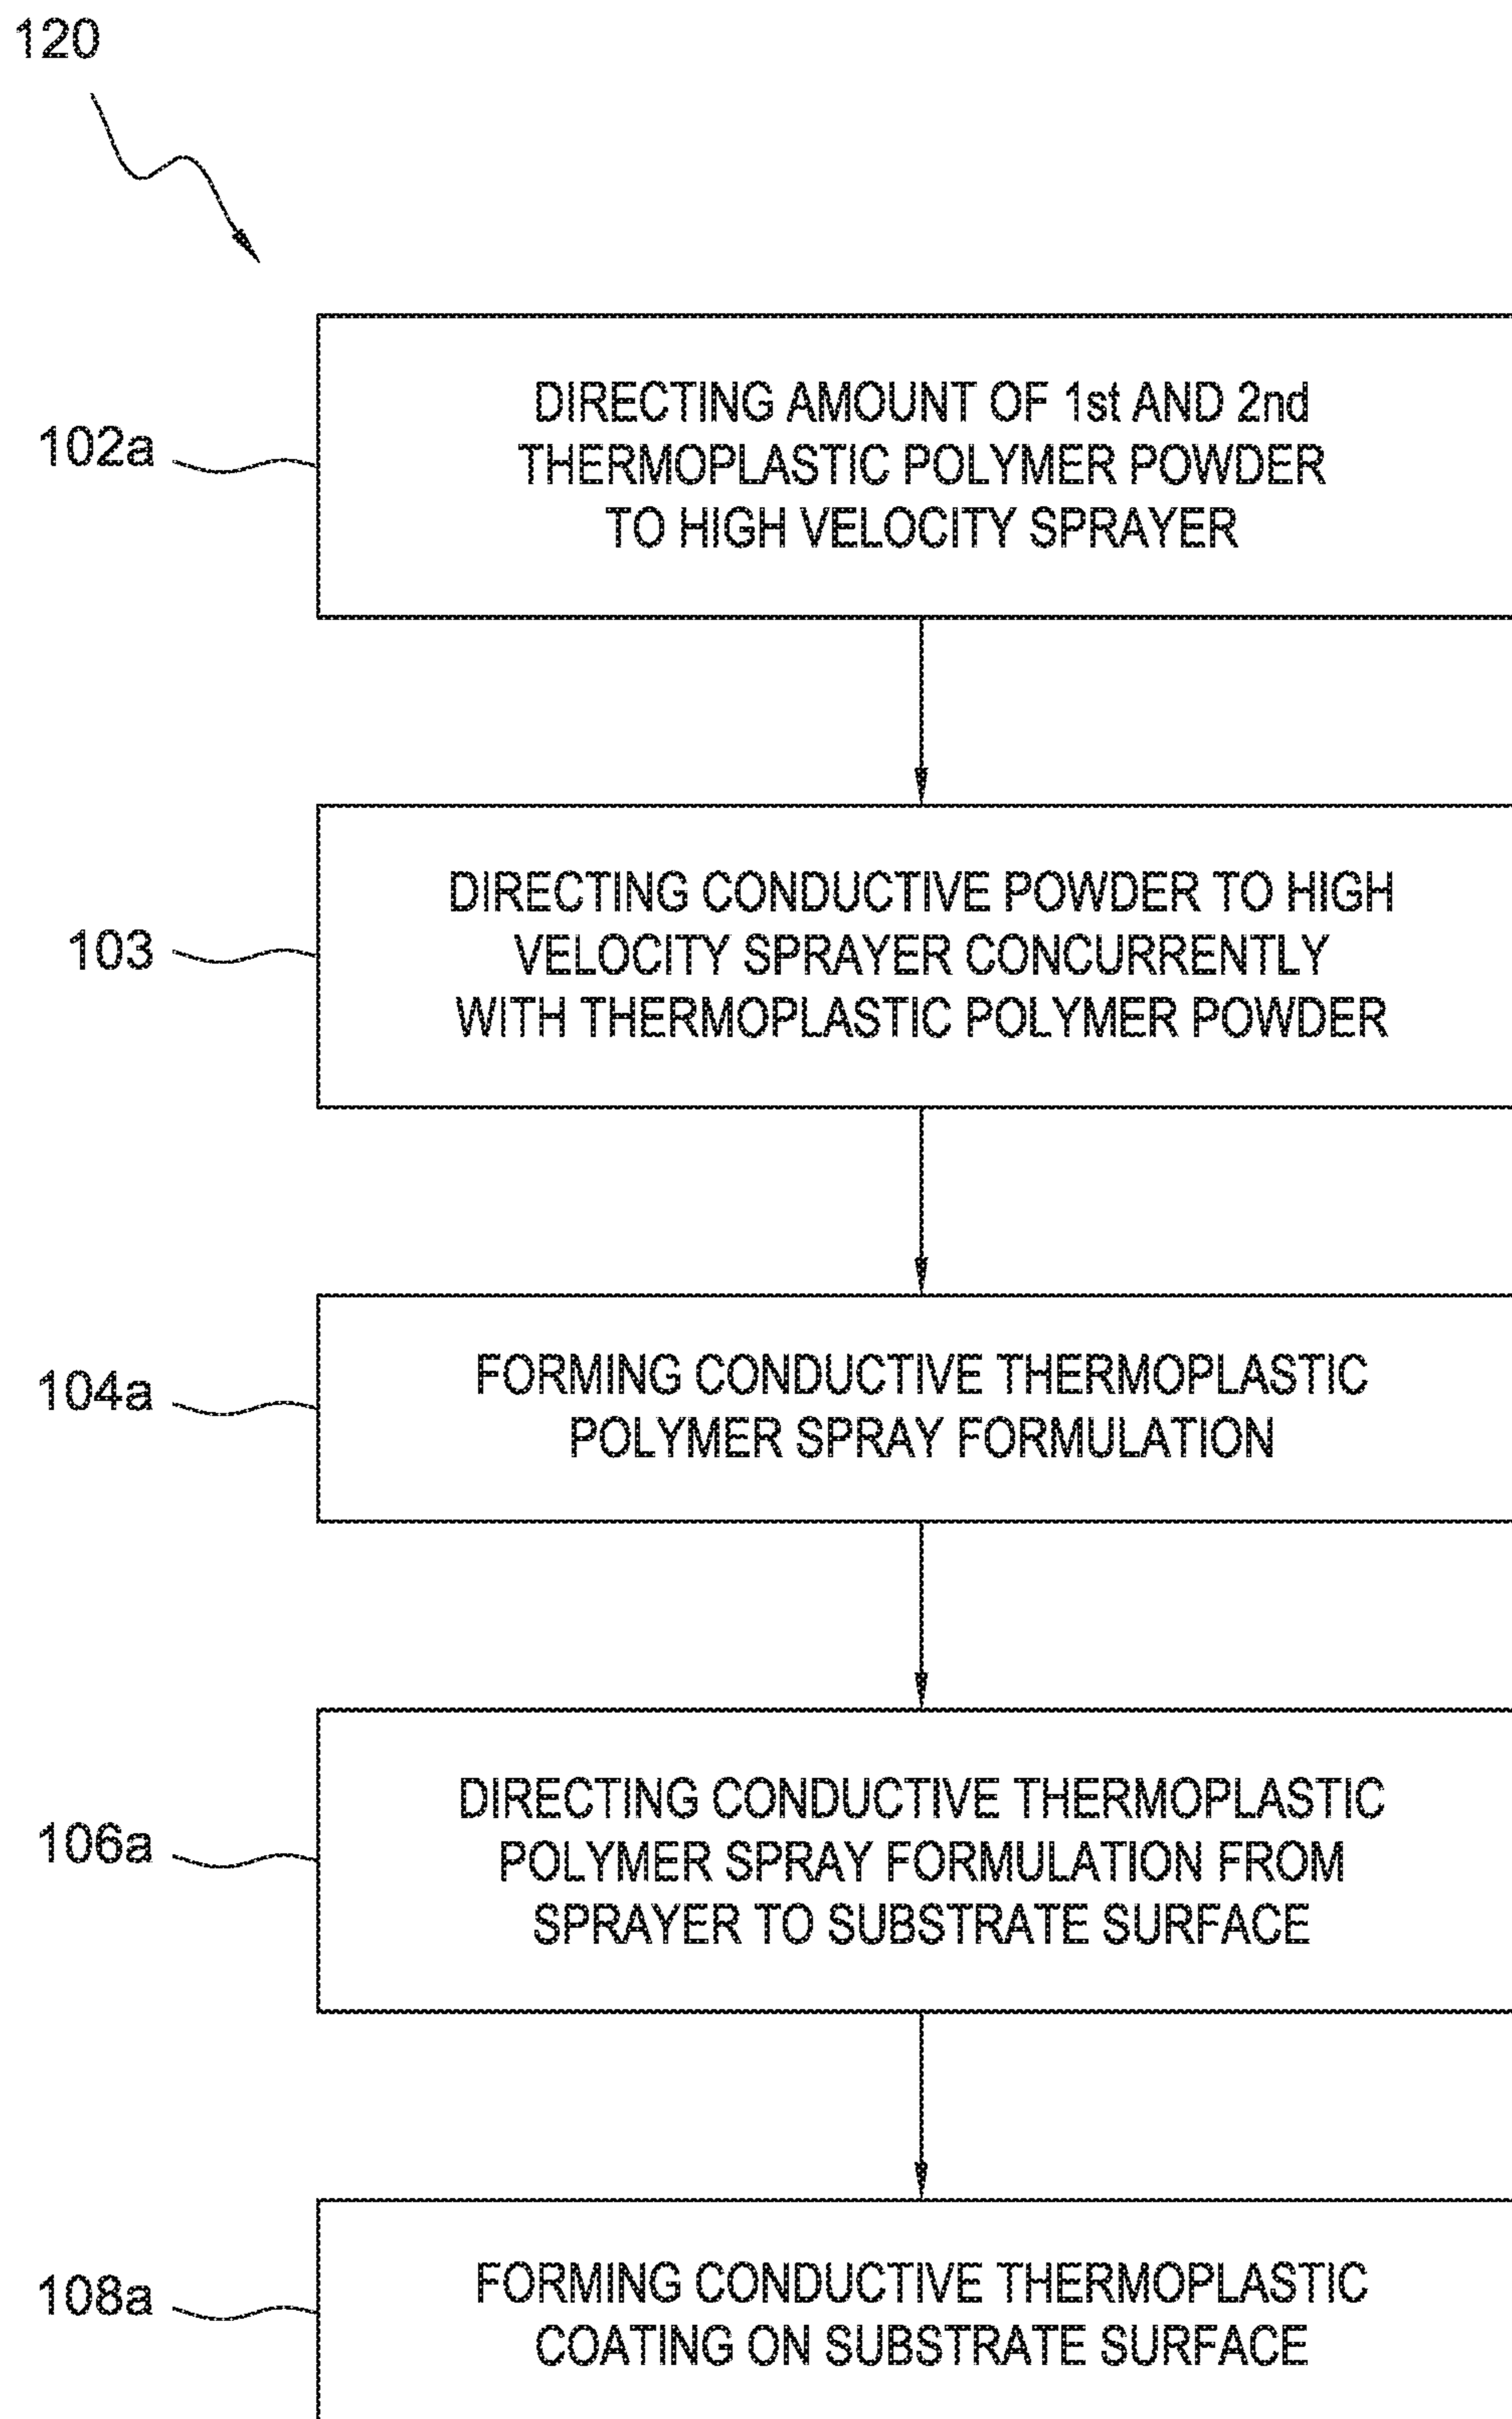 120
102a
DIRECTING AMOUNT OF 1st AND 2nd
THERMOPLASTIC POLYMER POWDER
TO HIGH VELOCITY SPRAYER
103
DIRECTING CONDUCTIVE POWDER TO HIGH
VELOCITY SPRAYER CONCURRENTLY
WITH THERMOPLASTIC POLYMER POWDER
104a
FORMING CONDUCTIVE THERMOPLASTIC
POLYMER SPRAY FORMULATION
106a
DIRECTING CONDUCTIVE THERMOPLASTIC
POLYMER SPRAY FORMULATION FROM
SPRAYER TO SUBSTRATE SURFACE
108a
FORMING CONDUCTIVE THERMOPLASTIC
COATING ON SUBSTRATE SURFACE